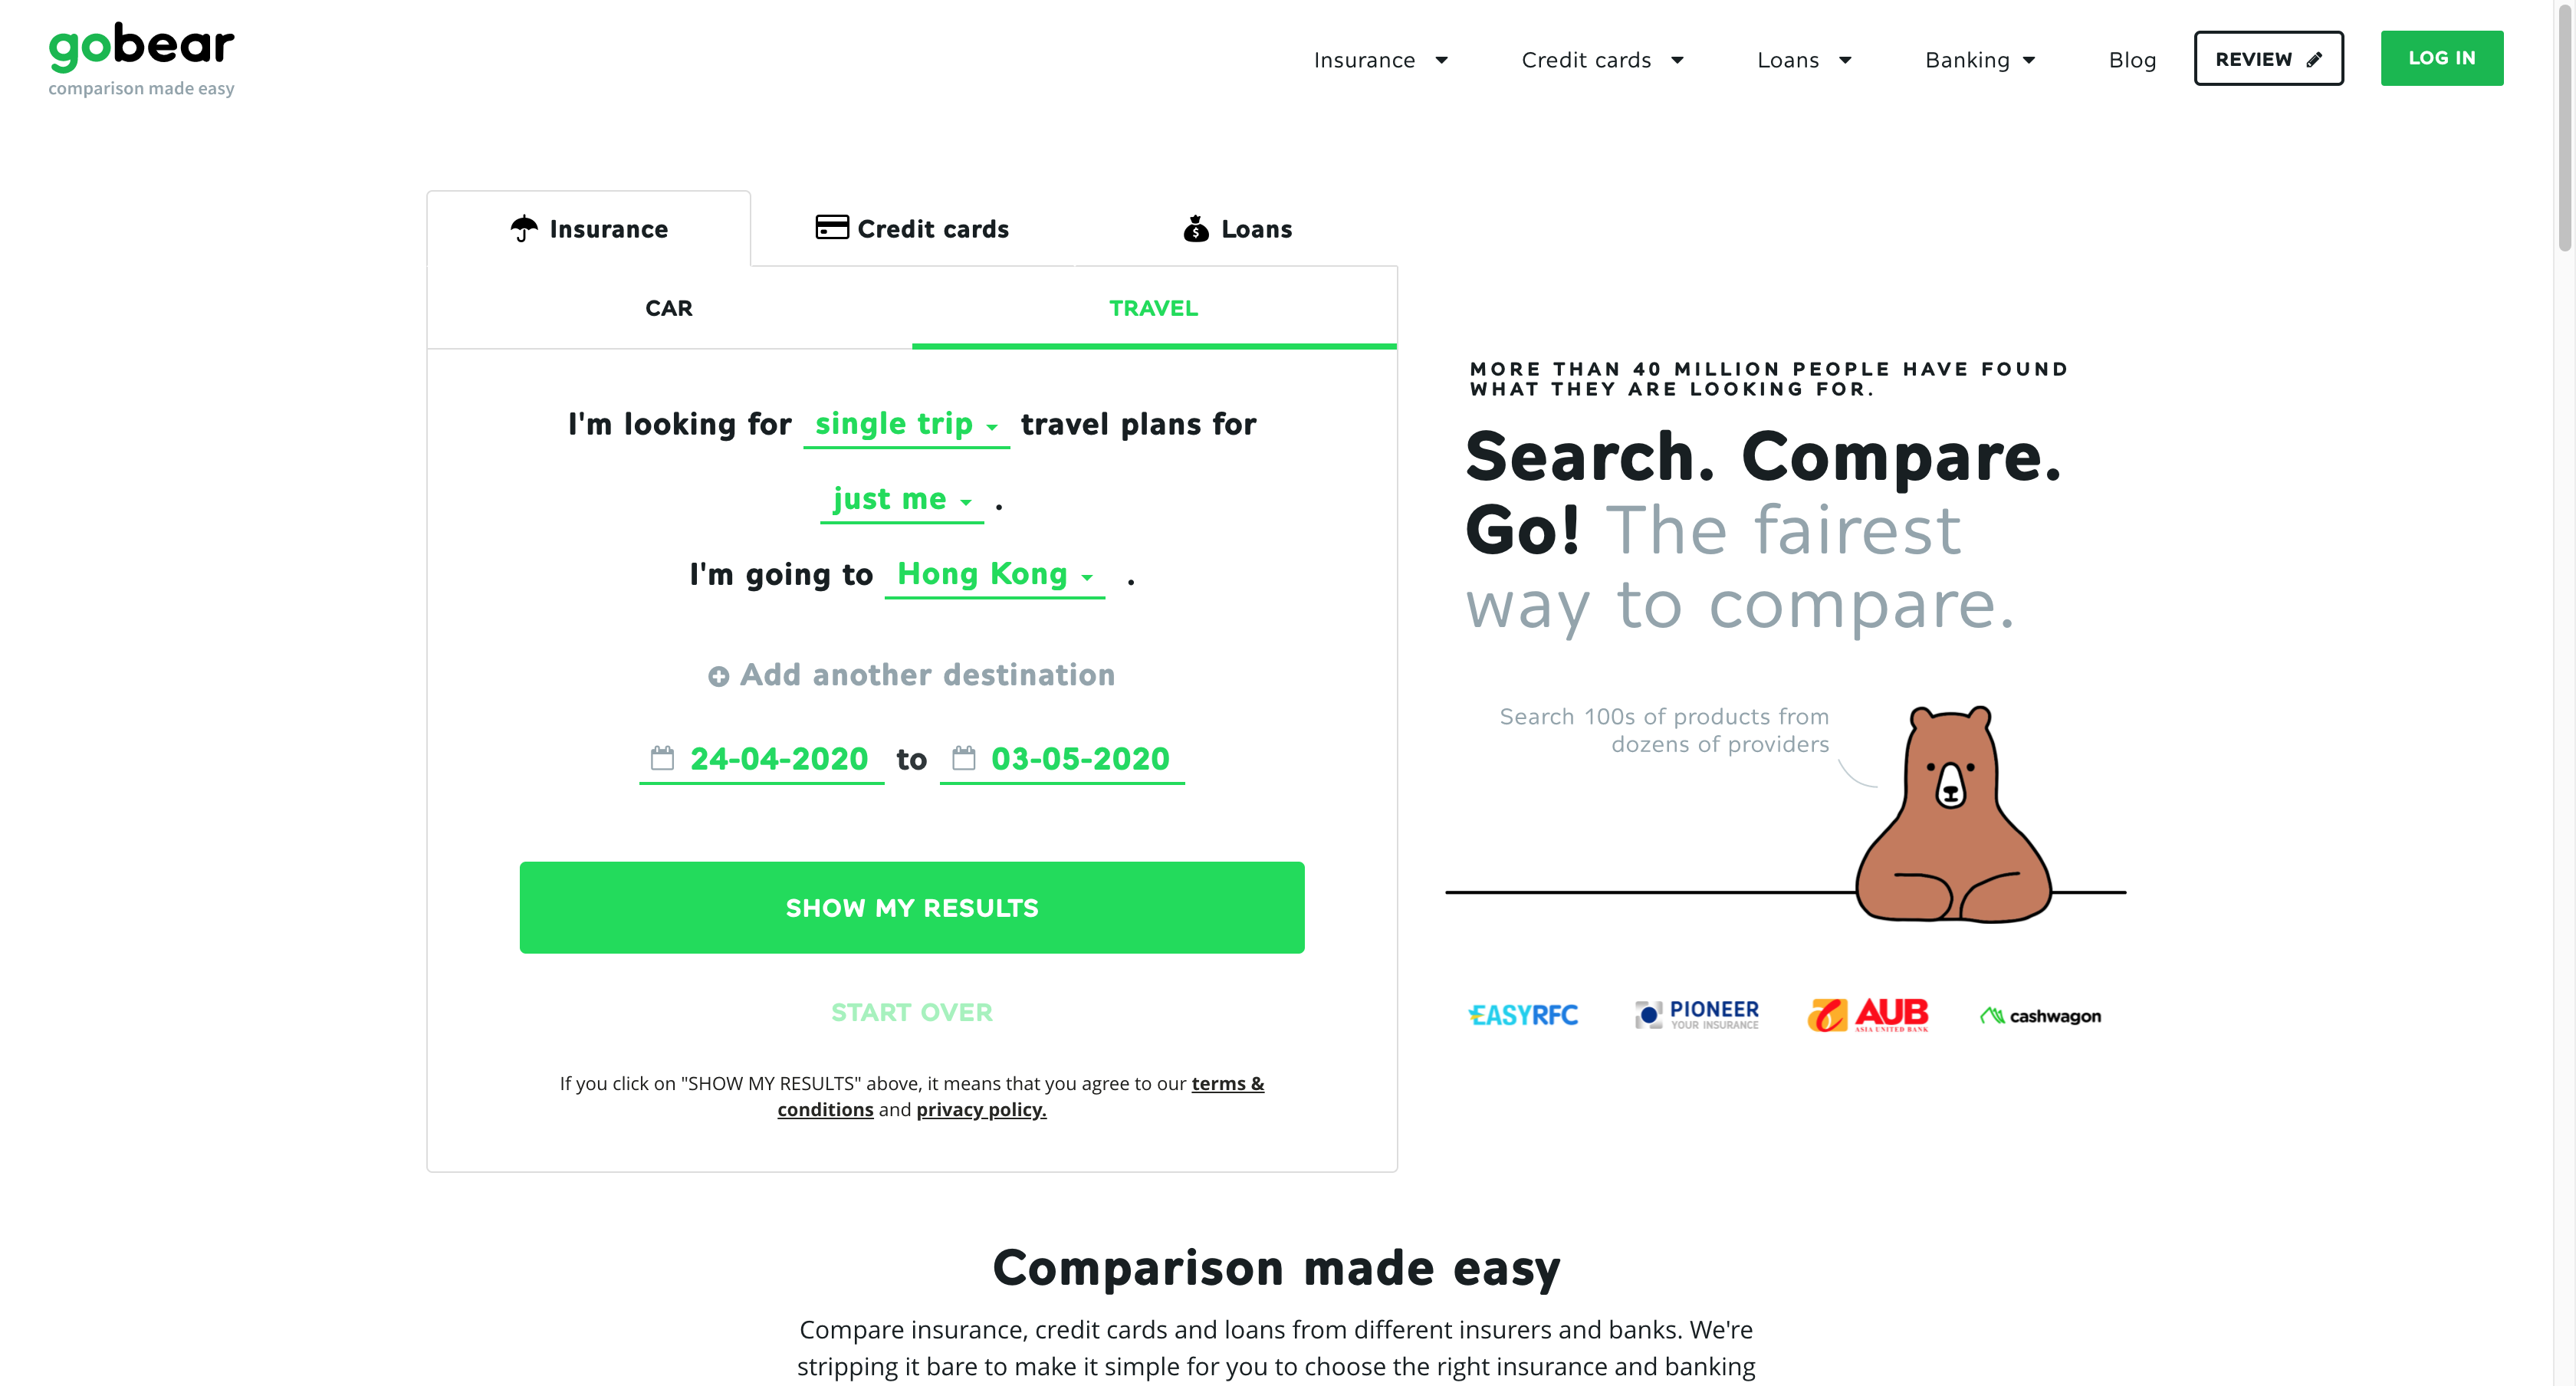 gobear
comparison made easy
Insurance
Credit cards
Loans
Banking
Blog
REVIEW
LOG IN
Insurance
Credit cards
Loans
CAR
TRAVEL
I'm looking for single trip travel plans for
just me .
I'm going to Hong Kong .
Add another destination
24-04-2020 to 03-05-2020
SHOW MY RESULTS
START OVER
If you click on "SHOW MY RESULTS" above, it means that you agree to our terms &
conditions and privacy policy.
MORE THAN 40 MILLION PEOPLE HAVE FOUND
WHAT THEY ARE LOOKING FOR.
Search. Compare.
Go! The fairest
way to compare.
Search 100s of products from
dozens of providers
EASYRFC
PIONEER
YOUR INSURANCE
AUB
ASIA UNITED BANK
cashwagon
Comparison made easy
Compare insurance, credit cards and loans from different insurers and banks. We're
stripping it bare to make it simple for you to choose the right insurance and banking